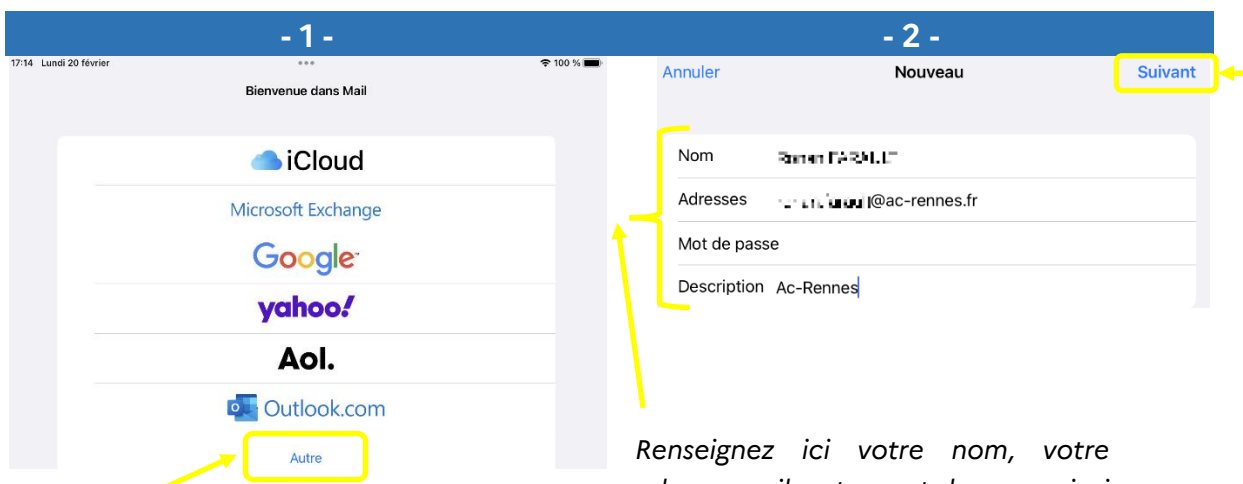 - 1 -
17:14 Lundi 20 février
100 %
Bienvenue dans Mail
iCloud
Microsoft Exchange
Google
yahoo!
Aol.
Outlook.com
Autre
- 2 -
Annuler Nouveau Suivant
Nom
Adresses @ac-rennes.fr
Mot de passe
Description Ac-Rennes
Renseignez ici votre nom, votre